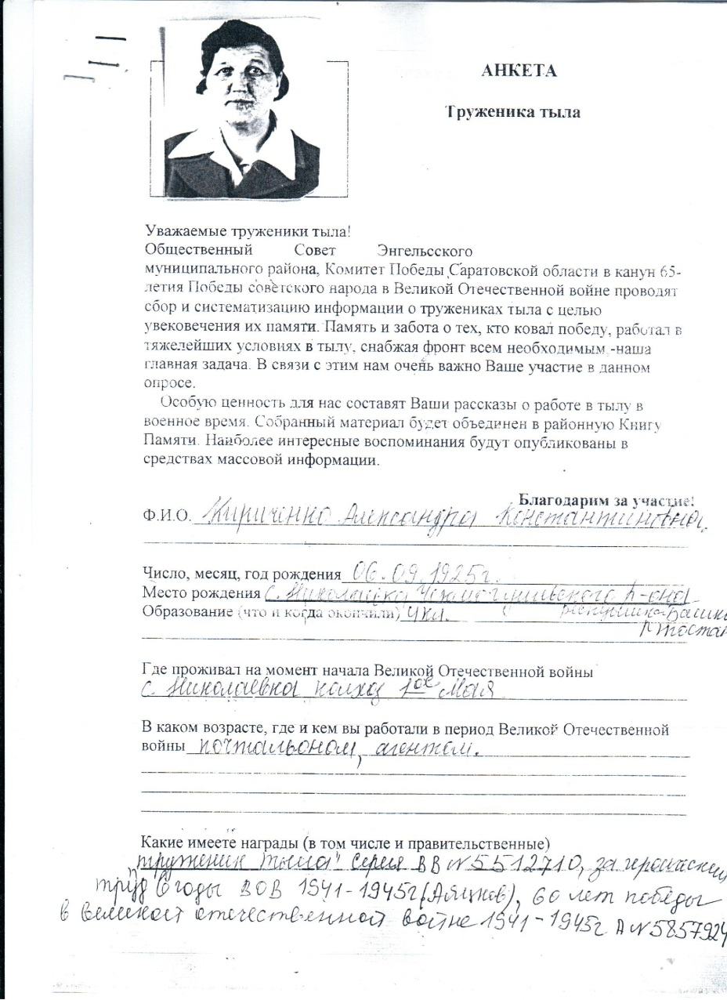 АНКЕТА
Труженика тыла
Уважаемые труженики тыла!
Общественный Совет Энгельсского
муниципального района, Комитет Победы Саратовской области в канун 65-
летия Победы советского народа в Великой Отечественной войне проводят
сбор и систематизацию информации о тружениках тыла с целью
увековечения их памяти. Память и забота о тех, кто ковал победу, работал в
тяжелейших условиях в тылу, снабжая фронт всем необходимым,-наша
главная задача. В связи с этим нам очень важно Ваше участие в данном
опросе.
Особую ценность для нас составят Ваши рассказы о работе в тылу в
военное время. Собранный материал будет объединен в районную Книгу
Памяти. Наиболее интересные воспоминания будут опубликованы в
средствах массовой информации.
Благодарим за участие!
Ф.И.О. Кириченко Александра Константиновна.
Число, месяц, год рождения 06.09.1925г.
Место рождения с. Николаевка р-она
Образование (что и когда окончили) 4кл. республика Башко
ртостан
Где проживал на момент начала Великой Отечественной войны
с. Николаевка колхоз 1ое Мая
В каком возрасте, где и кем вы работали в период Великой Отечественной
войны почтальоном, агентом.
Какие имеете награды (в том числе и правительственные)
труженик тыла" серия ВВ №5512710, за героический
труд в годы ВОВ 1941-1945г (Аяцков), 60 лет победы
в великой отечественной войне 1941-1945г А №5857924